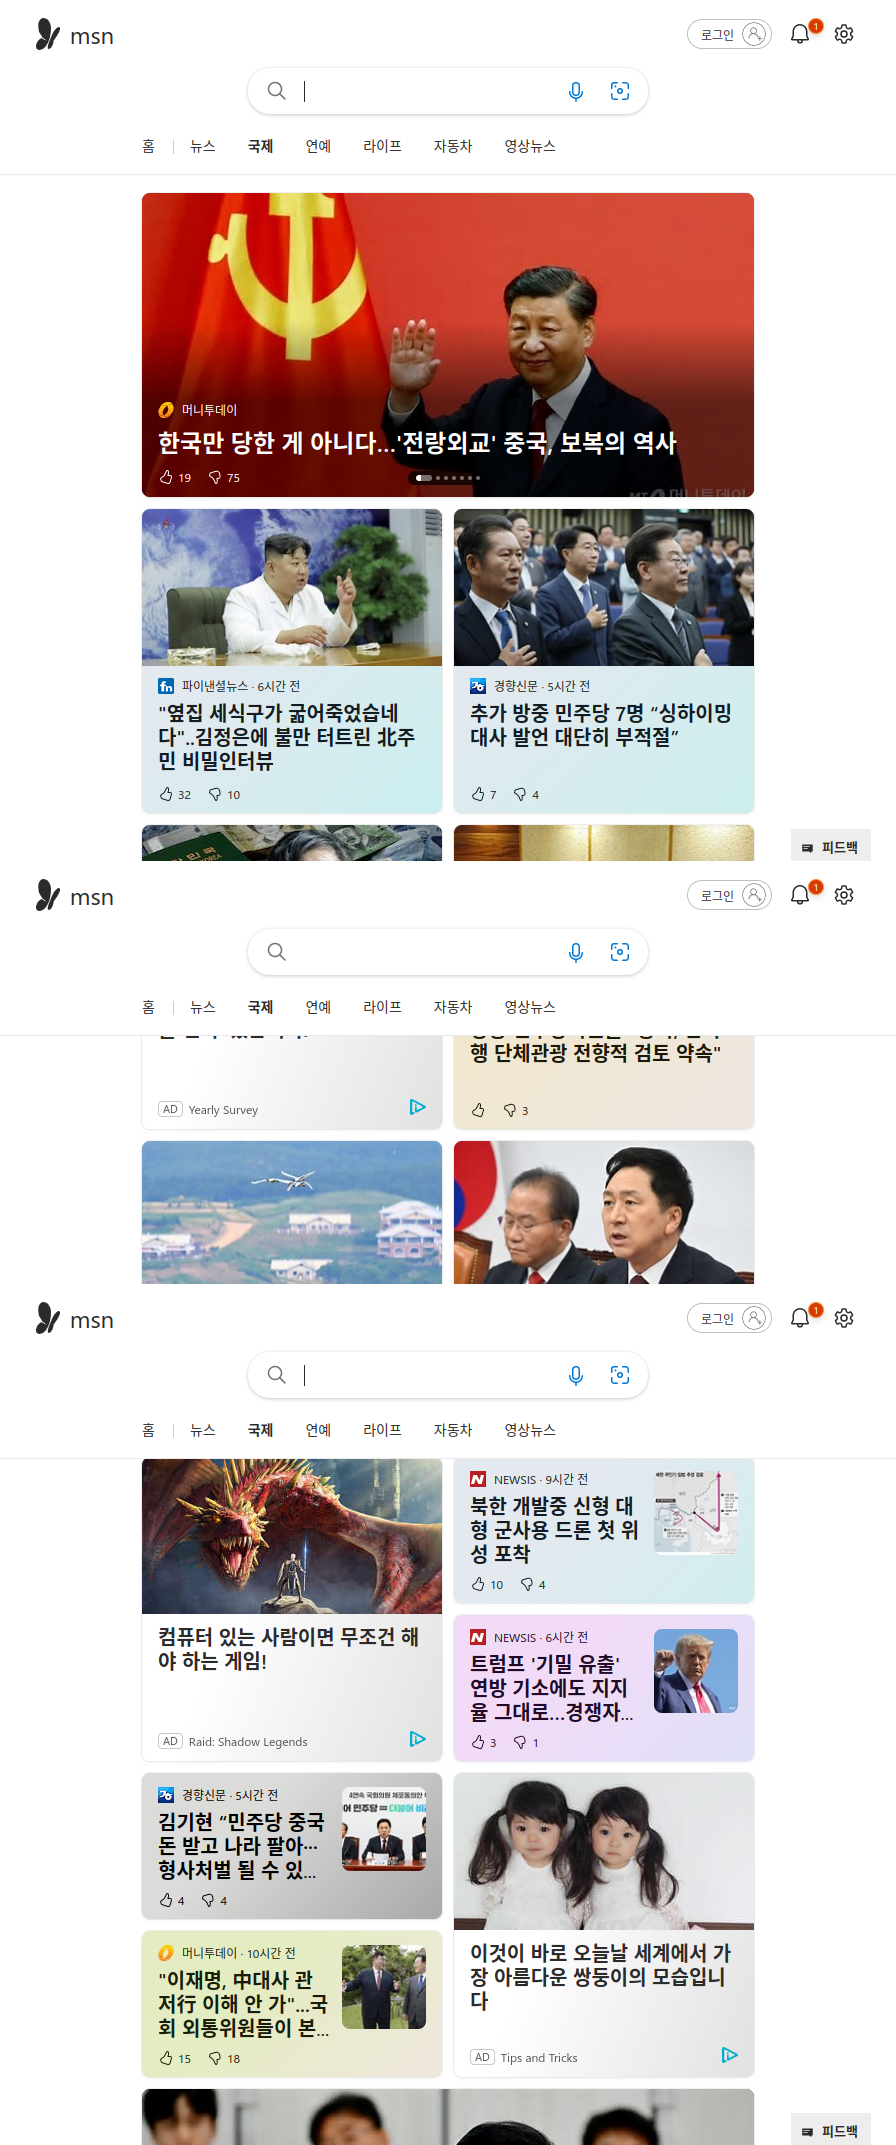 msn
로그인
1
홈 뉴스 국제 연예 라이프 자동차 영상뉴스
머니투데이
한국만 당한 게 아니다...'전랑외교' 중국, 보복의 역사
19 75
파이낸셜뉴스 · 6시간 전
"옆집 세식구가 굶어죽었습네
다"..김정은에 불만 터트린 北주
민 비밀인터뷰
32 10
경향신문 · 5시간 전
추가 방중 민주당 7명 “싱하이밍
대사 발언 대단히 부적절”
7 4
피드백
msn
로그인
1
홈 뉴스 국제 연예 라이프 자동차 영상뉴스
AD Yearly Survey
행 단체관광 전향적 검토 약속"
3
msn
로그인
1
홈 뉴스 국제 연예 라이프 자동차 영상뉴스
컴퓨터 있는 사람이면 무조건 해
야 하는 게임!
AD Raid: Shadow Legends
NEWSIS · 9시간 전
북한 개발중 신형 대
형 군사용 드론 첫 위
성 포착
10 4
NEWSIS · 6시간 전
트럼프 '기밀 유출'
연방 기소에도 지지
율 그대로…경쟁자...
3 1
경향신문 · 5시간 전
김기현 “민주당 중국
돈 받고 나라 팔아…
형사처벌 될 수 있...
4 4
이것이 바로 오늘날 세계에서 가
장 아름다운 쌍둥이의 모습입니
다
AD Tips and Tricks
머니투데이 · 10시간 전
"이재명, 中대사 관
저行 이해 안 가"...국
회 외통위원들이 본...
15 18
피드백